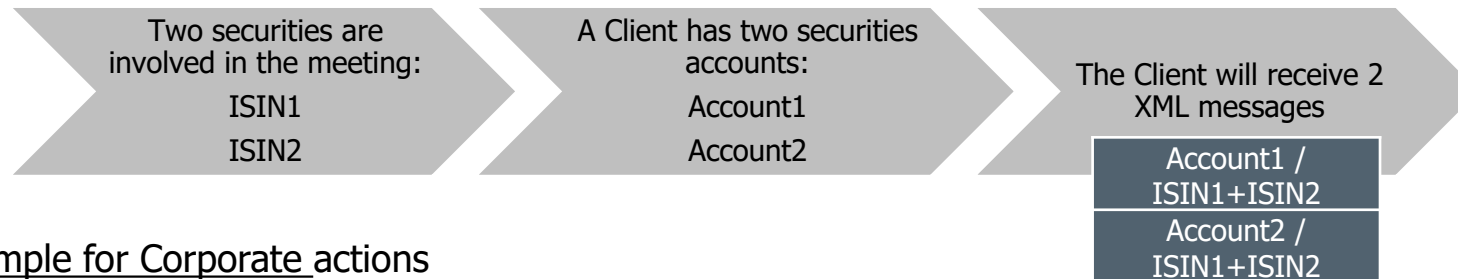 Two securities are
involved in the meeting:
ISIN1
ISIN2
A Client has two securities
accounts:
Account1
Account2
The Client will receive 2
XML messages
Account1 /
ISIN1+ISIN2
Account2 /
ISIN1+ISIN2
mple for Corporate actions